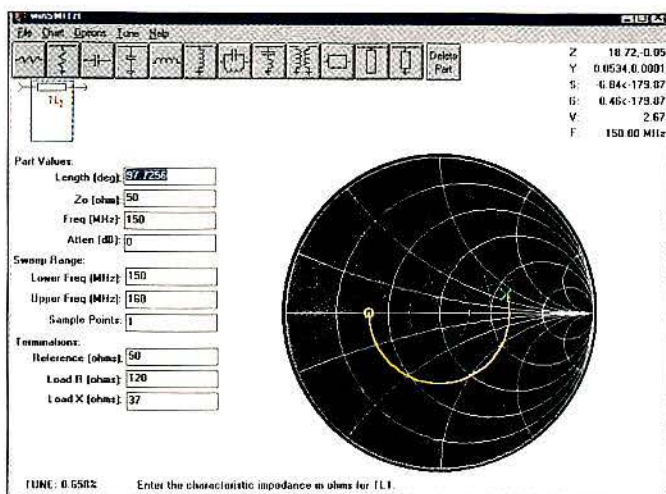 winSMITH
File Chart Options Tune Help
Delete
Part
TL1
Z 18.72,-0.05
Y 0.0534,0.0001
S: -6.84<-179.87
G: 0.46<-179.87
V: 2.67
F: 150.00 MHz
Part Values:
Length (deg): 97.7256
Zo (ohm): 50
Freq (MHz): 150
Atten (dB): 0
Sweep Range:
Lower Freq (MHz): 150
Upper Freq (MHz): 160
Sample Points: 1
Terminations:
Reference (ohms): 50
Load R (ohms): 120
Load X (ohms): 37
TUNE: 0.658% Enter the characteristic impedance in ohms for TL1.